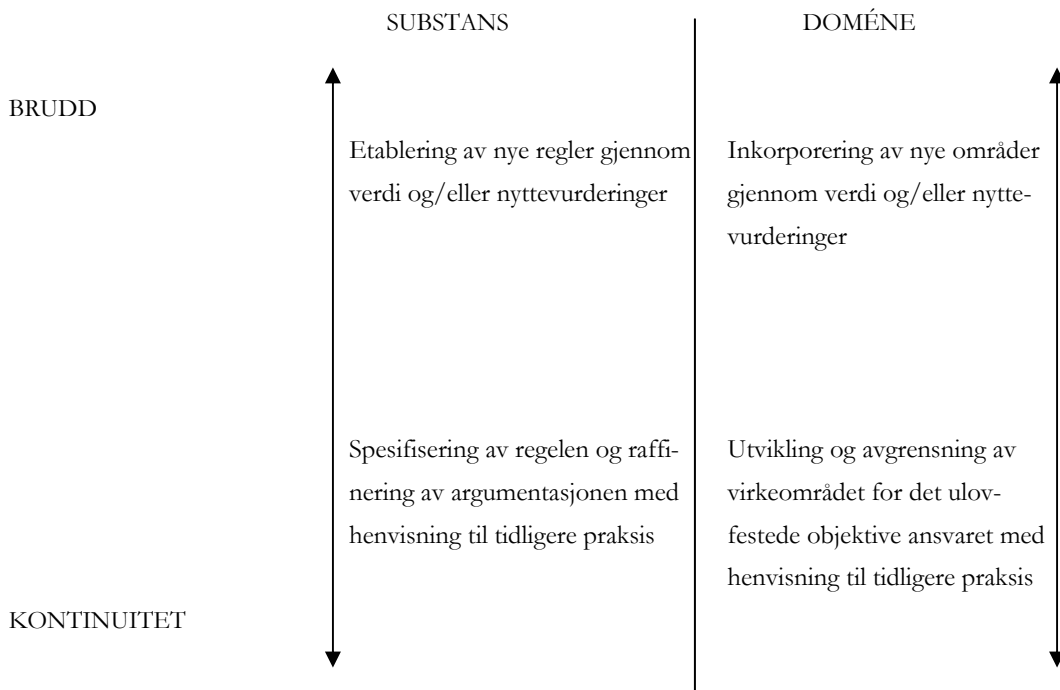 SUBSTANS
DOMÉNE
BRUDD
Etablering av nye regler gjennom
verdi og/eller nyttevurderinger
Inkorporering av nye områder
gjennom verdi og/eller nytte-
vurderinger
Spesifisering av regelen og raffi-
nering av argumentasjonen med
henvisning til tidligere praksis
Utvikling og avgrensning av
virkeområdet for det ulov-
festede objektive ansvaret med
henvisning til tidligere praksis
KONTINUITET